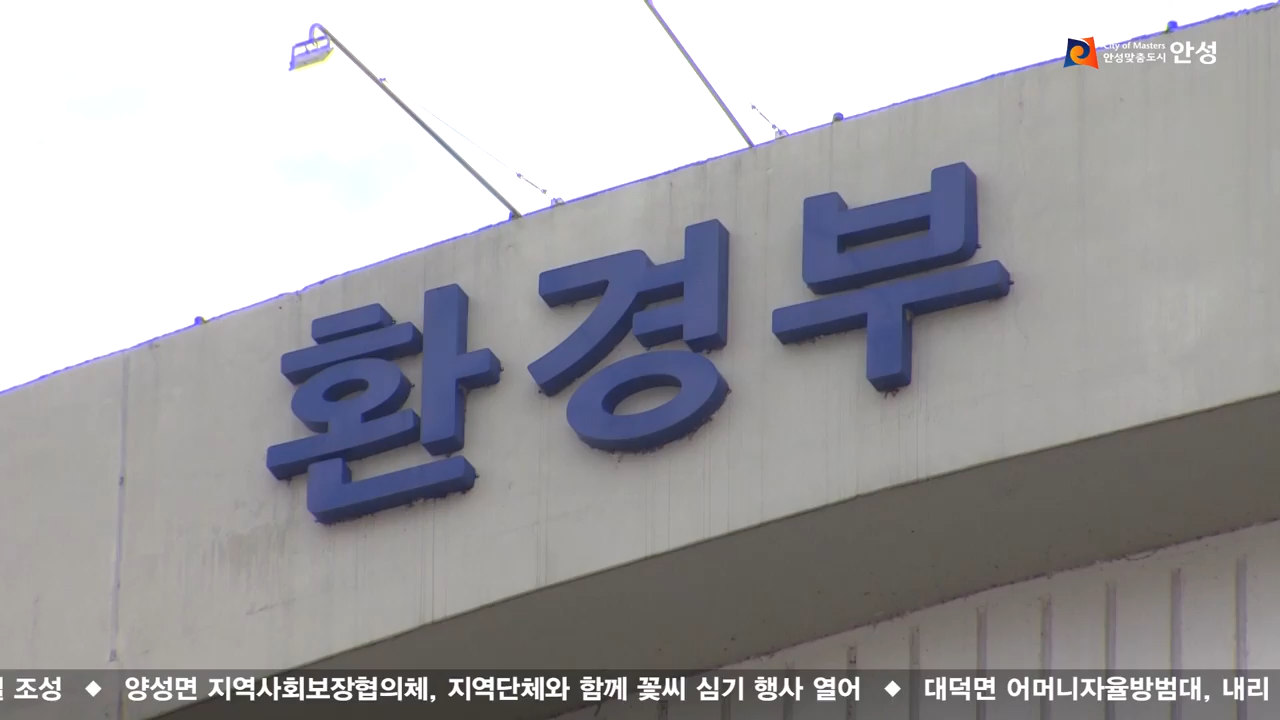 City of Masters
안성맞춤도시 안성
환경부
조성 ◆ 양성면 지역사회보장협의체, 지역단체와 함께 꽃씨 심기 행사 열어 ◆ 대덕면 어머니자율방범대, 내리